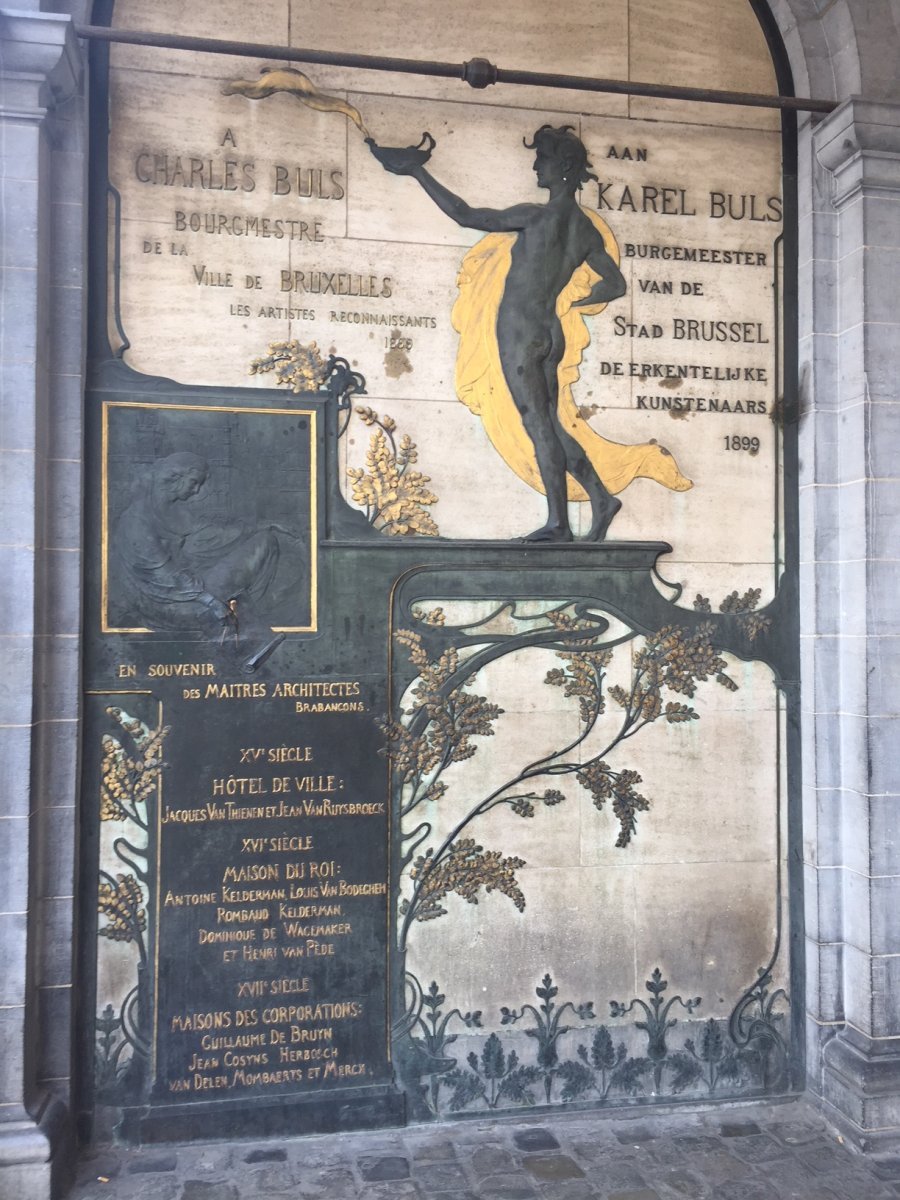 A
CHARLES BULS
BOURGMESTRE
DE LA
VILLE DE BRUXELLES
LES ARTISTES RECONNAISSANTS
1899
AAN
KAREL BULS
BURGEMEESTER
VAN DE
STAD BRUSSEL
DE ERKENTELIJKE
KUNSTENAARS
1899
EN SOUVENIR
DES MAITRES ARCHITECTES
BRABANÇONS.
XVE SIÈCLE
HÔTEL DE VILLE:
JACQUES VAN THIENEN ET JEAN VAN RUYSBROECK
XVIE SIÈCLE
MAISON DU ROI:
ANTOINE KELDERMAN, LOUIS VAN BODEGHEM
ROMBAUD KELDERMAN
DOMINIQUE DE WAGEMAKER
ET HENRI VAN PÈDE
XVIIE SIÈCLE
MAISONS DES CORPORATIONS:
GUILLAUME DE BRUYN
JEAN COSYNS HERBOSCH
VAN DELEN, MOMBAERTS ET MERCX.